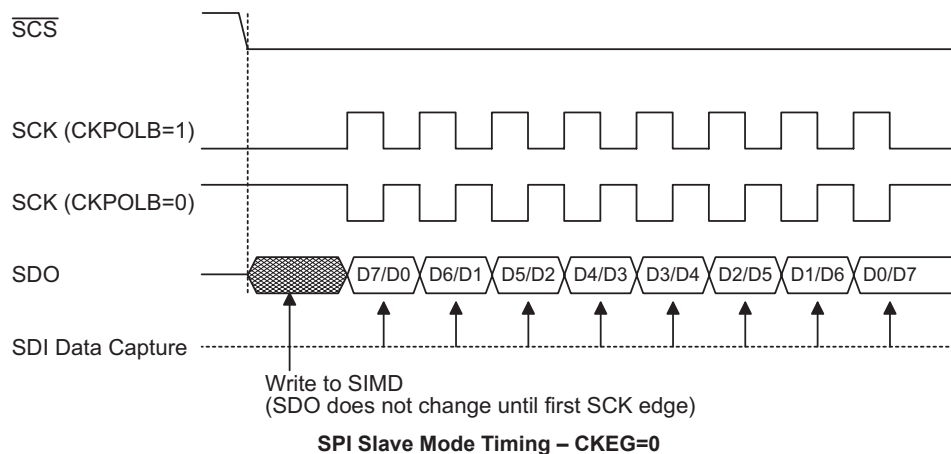 SCS
SCK (CKPOLB=1)
SCK (CKPOLB=0)
SDO
D7/D0 D6/D1 D5/D2 D4/D3 D3/D4 D2/D5 D1/D6 D0/D7
SDI Data Capture
Write to SIMD
(SDO does not change until first SCK edge)
SPI Slave Mode Timing – CKEG=0